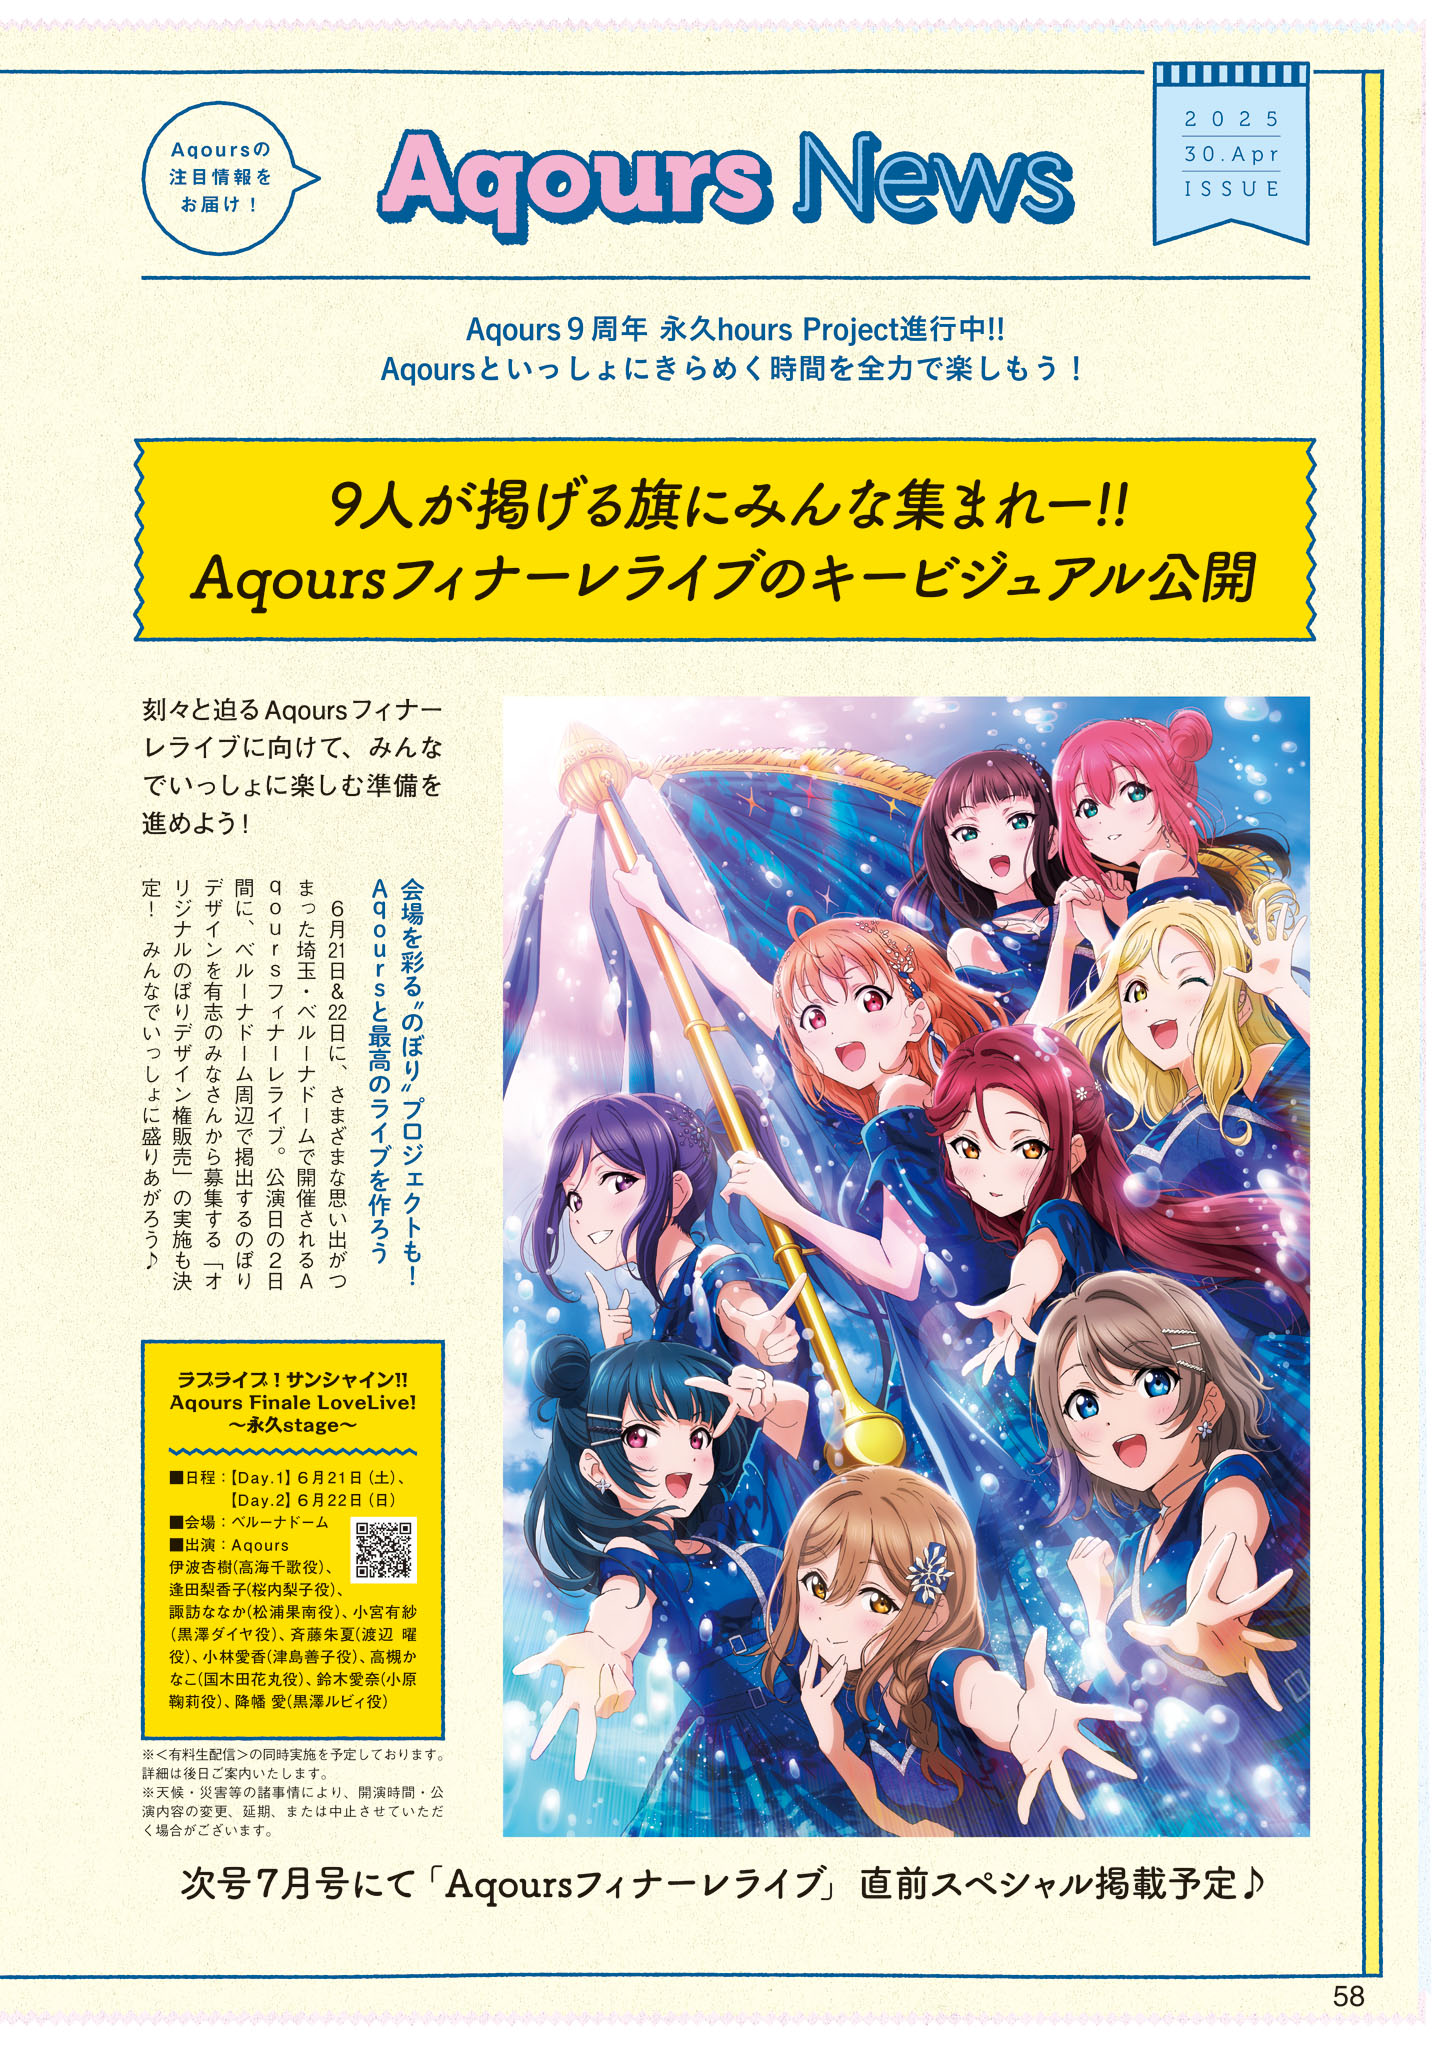 Aqoursの
注目情報を
お届け！
Aqours News
2025
30.Apr
ISSUE
Aqours９周年 永久hours Project進行中!!
Aqoursといっしょにきらめく時間を全力で楽しもう！
9人が掲げる旗にみんな集まれー!!
Aqoursフィナーレライブのキービジュアル公開
刻々と迫るAqoursフィナー
レライブに向けて、みんな
でいっしょに楽しむ準備を
進めよう！
会場を彩る〝のぼり〟プロジェクトも！
Aqoursと最高のライブを作ろう
６月21日＆22日に、さまざまな思い出がつ
まった埼玉・ベルーナドームで開催されるA
qoursフィナーレライブ。公演日の２日
間に、ベルーナドーム周辺で掲出するのぼり
デザインを有志のみなさんから募集する「オ
リジナルのぼりデザイン権販売」の実施も決
定！　みんなでいっしょに盛りあがろう♪
ラブライブ！サンシャイン!!
Aqours Finale LoveLive!
～永久stage～
■日程：【Day.1】６月21日（土）、
【Day.2】６月22日（日）
■会場：ベルーナドーム
■出演：Aqours
伊波杏樹(高海千歌役)、
逢田梨香子(桜内梨子役)、
諏訪ななか(松浦果南役)、小宮有紗
(黒澤ダイヤ役)、斉藤朱夏(渡辺 曜
役)、小林愛香(津島善子役)、高槻か
なこ(国木田花丸役)、鈴木愛奈(小原
鞠莉役)、降幡 愛(黒澤ルビィ役)
※＜有料生配信＞の同時実施を予定しております。
詳細は後日ご案内いたします。
※天候・災害等の諸事情により、開演時間・公
演内容の変更、延期、または中止させていただ
く場合がございます。
Aqours
次号７月号にて「Aqoursフィナーレライブ」直前スペシャル掲載予定♪
58